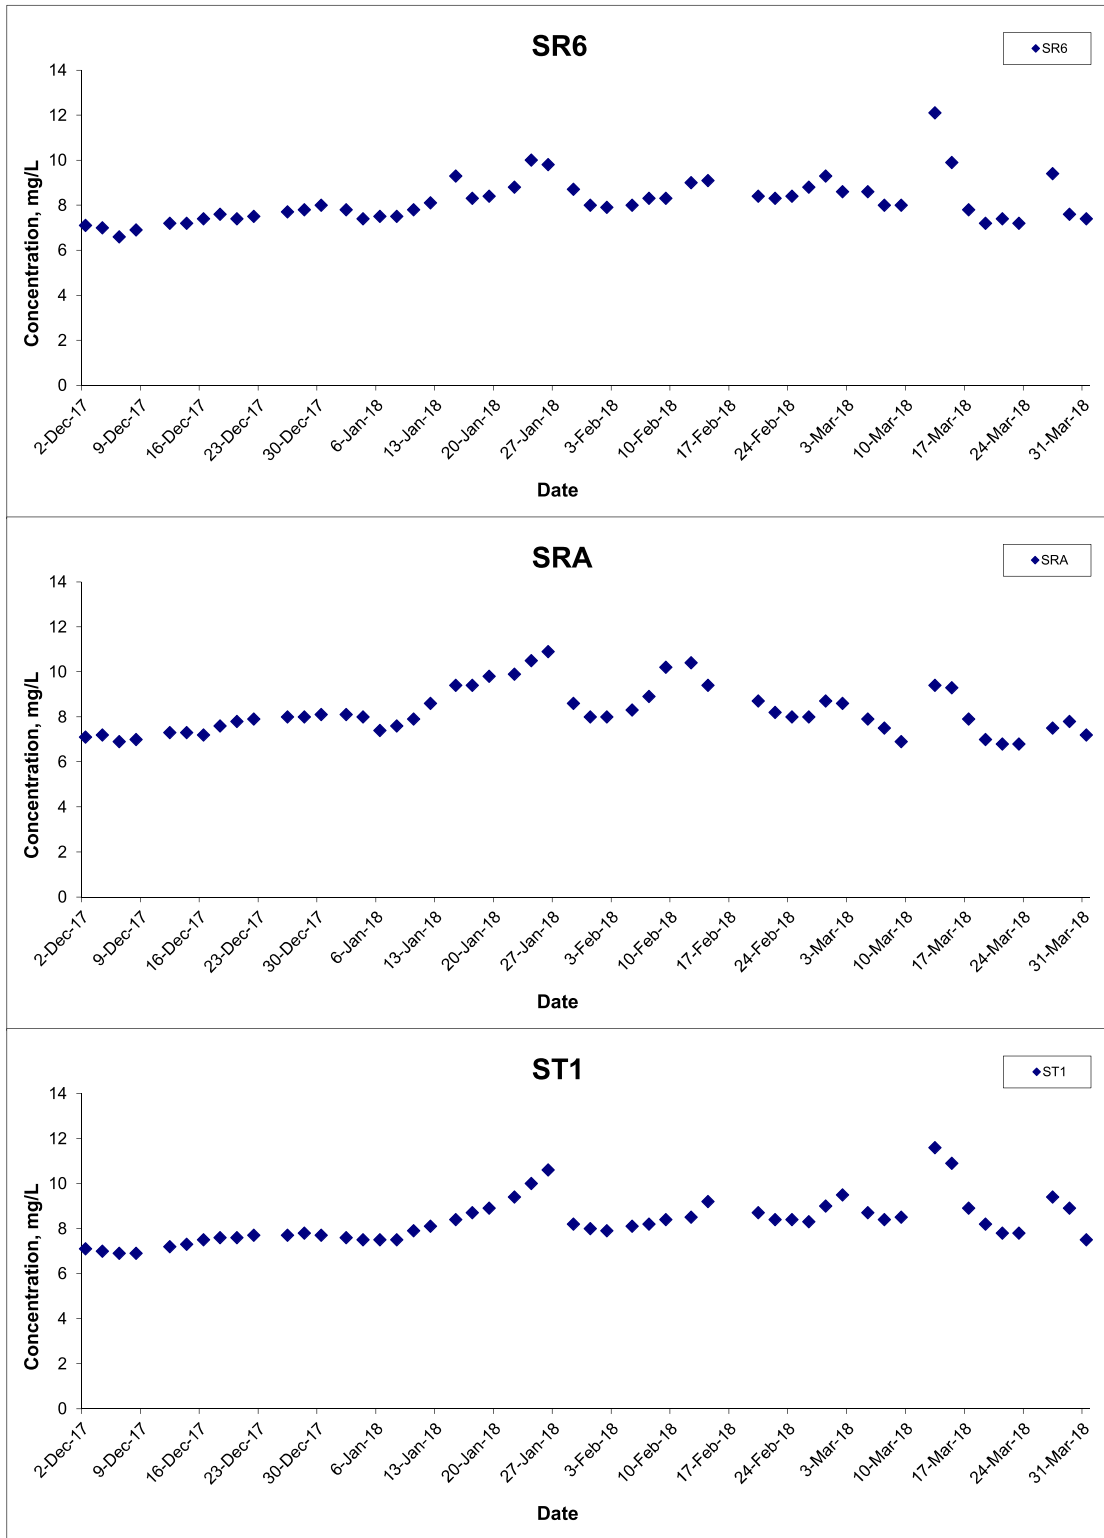 SR6
SR6
14
12
10
8
6
4
2
0
Concentration, mg/L
2-Dec-17
9-Dec-17
16-Dec-17
23-Dec-17
30-Dec-17
6-Jan-18
13-Jan-18
20-Jan-18
27-Jan-18
3-Feb-18
10-Feb-18
17-Feb-18
24-Feb-18
3-Mar-18
10-Mar-18
17-Mar-18
24-Mar-18
31-Mar-18
Date
SRA
SRA
14
12
10
8
6
4
2
0
Concentration, mg/L
2-Dec-17
9-Dec-17
16-Dec-17
23-Dec-17
30-Dec-17
6-Jan-18
13-Jan-18
20-Jan-18
27-Jan-18
3-Feb-18
10-Feb-18
17-Feb-18
24-Feb-18
3-Mar-18
10-Mar-18
17-Mar-18
24-Mar-18
31-Mar-18
Date
ST1
ST1
14
12
10
8
6
4
2
0
Concentration, mg/L
2-Dec-17
9-Dec-17
16-Dec-17
23-Dec-17
30-Dec-17
6-Jan-18
13-Jan-18
20-Jan-18
27-Jan-18
3-Feb-18
10-Feb-18
17-Feb-18
24-Feb-18
3-Mar-18
10-Mar-18
17-Mar-18
24-Mar-18
31-Mar-18
Date